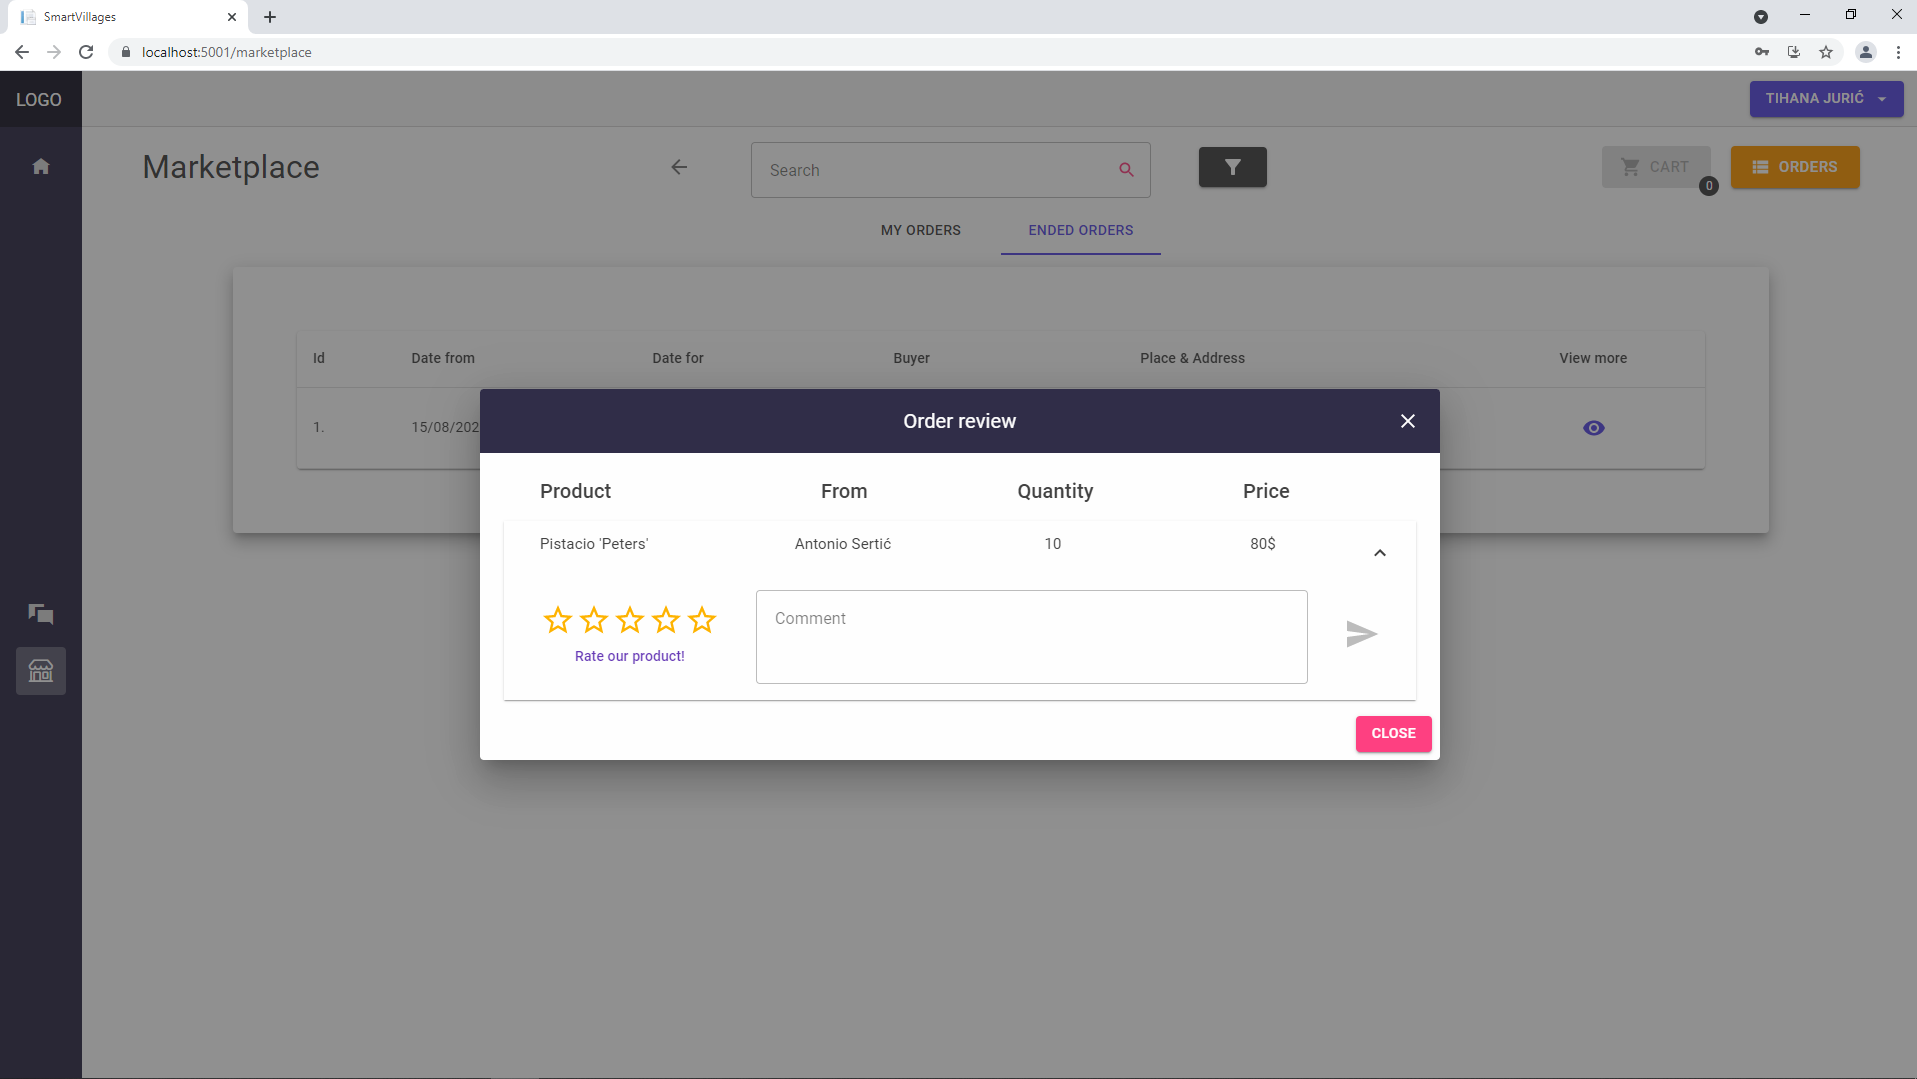 SmartVillages
localhost:5001/marketplace
LOGO
TIHANA JURIĆ
Marketplace
Search
CART
0
ORDERS
MY ORDERS
ENDED ORDERS
Id Date from Date for Buyer Place & Address View more
1. 15/08/202
Order review
Product From Quantity Price
Pistacio 'Peters' Antonio Sertić 10 80$
Comment
Rate our product!
CLOSE